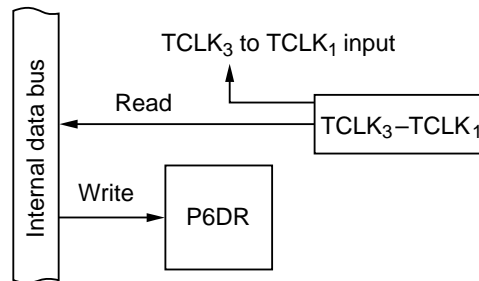 TCLK₃ to TCLK₁ input
Read
TCLK₃–TCLK₁
Internal data bus
Write
P6DR